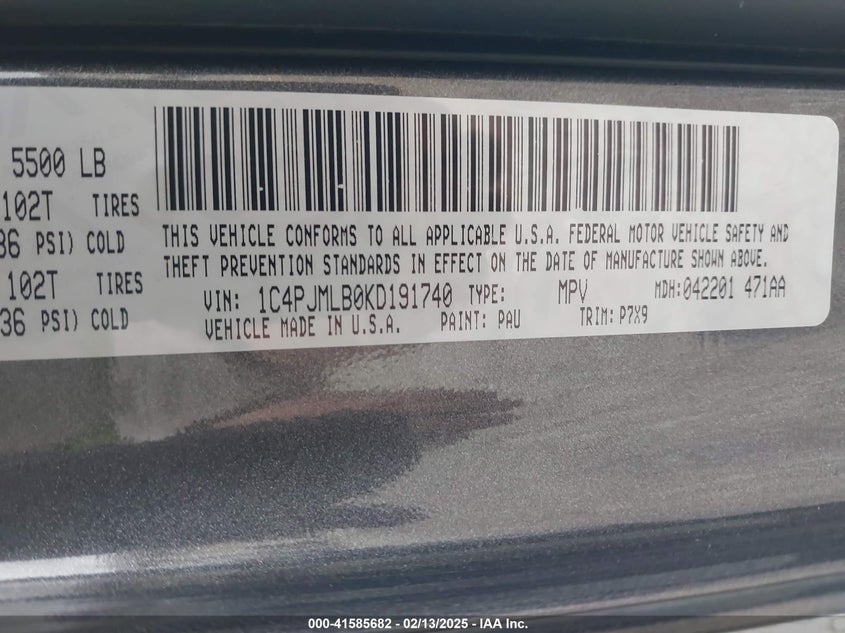 5500 LB
102T TIRES
36 PSI) COLD
102T TIRES
36 PSI) COLD
THIS VEHICLE CONFORMS TO ALL APPLICABLE U.S.A. FEDERAL MOTOR VEHICLE SAFETY AND
THEFT PREVENTION STANDARDS IN EFFECT ON THE DATE OF MANUFACTURE SHOWN ABOVE.
VIN: 1C4PJMLB0KD191740 TYPE: MPV MDH:042201 471AA
VEHICLE MADE IN U.S.A. PAINT: PAU TRIM: P7X9
000-41585682 - 02/13/2025 - IAA Inc.